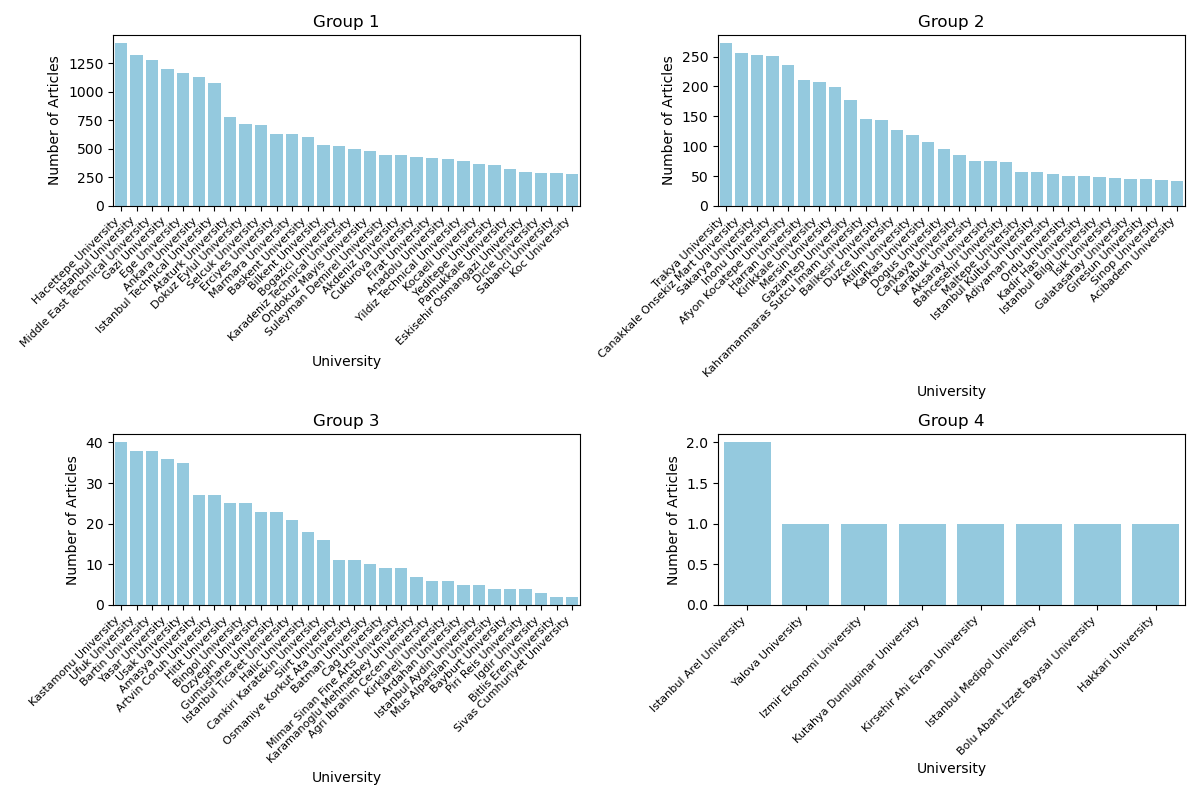 Group 1
Number of Articles
1250
1000
750
500
250
0
Hacettepe University
Istanbul University
Middle East Technical University
Gazi University
Ege University
Ankara University
Istanbul Technical University
Ataturk University
Dokuz Eylul University
Selcuk University
Erciyes University
Marmara University
Baskent University
Bilkent University
Bogazici University
Karadeniz Technical University
Ondokuz Mayis University
Suleyman Demirel University
Akdeniz University
Cukurova University
Firat University
Anadolu University
Yildiz Technical University
Kocaeli University
Yeditepe University
Pamukkale University
Eskisehir Osmangazi University
Dicle University
Sabanci University
Koc University
University
Group 2
Number of Articles
250
200
150
100
50
0
Trakya University
Canakkale Onsekiz Mart University
Sakarya University
Inonu University
Afyon Kocatepe University
Harran University
Kirikkale University
Mersin University
Gaziantep University
Kahramanmaras Sutcu Imam University
Balikesir University
Duzce University
Atilim University
Kafkas University
Dogus University
Cankaya University
Karabuk University
Aksaray University
Bahcesehir University
Maltepe University
Istanbul Kultur University
Adiyaman University
Ordu University
Kadir Has University
Istanbul Bilgi University
Isik University
Galatasaray University
Giresun University
Sinop University
Acibadem University
University
Group 3
Number of Articles
40
30
20
10
0
Kastamonu University
Ufuk University
Bartin University
Yasar University
Usak University
Amasya University
Artvin Coruh University
Hitit University
Bingol University
Ozyegin University
Gumushane University
Istanbul Ticaret University
Halic University
Cankiri Karatekin University
Siirt University
Osmaniye Korkut Ata University
Batman University
Cag University
Mimar Sinan Fine Arts University
Karamanoglu Mehmetbey University
Agri Ibrahim Cecen University
Kirklareli University
Ardahan University
Istanbul Aydin University
Mus Alparslan University
Bayburt University
Piri Reis University
Igdir University
Bitlis Eren University
Sivas Cumhuriyet University
University
Group 4
Number of Articles
2.0
1.5
1.0
0.5
0.0
Istanbul Arel University
Yalova University
Izmir Ekonomi University
Kutahya Dumlupinar University
Kirsehir Ahi Evran University
Istanbul Medipol University
Bolu Abant Izzet Baysal University
Hakkari University
University